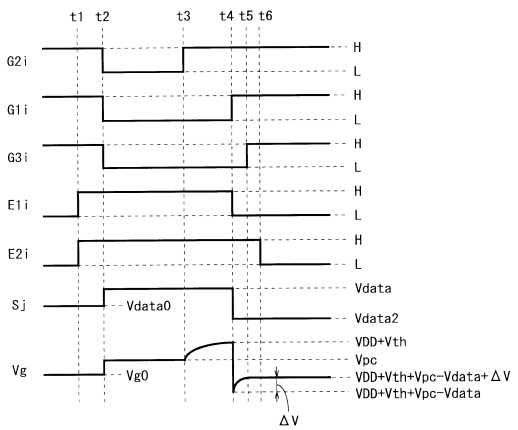 t1 t2 t3 t4 t5 t6
G2i H
L
G1i H
L
G3i H
L
E1i H
L
E2i H
L
Sj Vdata0 Vdata
Vdata2
VDD+Vth
Vg Vg0 Vpc
VDD+Vth+Vpc-Vdata+ΔV
VDD+Vth+Vpc-Vdata
ΔV